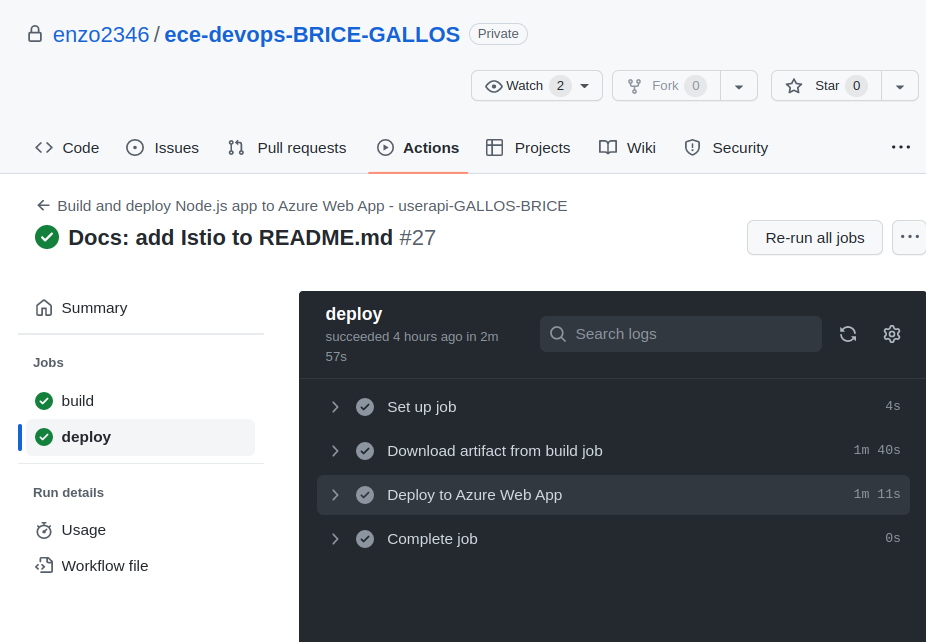 enzo2346 / ece-devops-BRICE-GALLOS Private
Watch 2 Fork 0 Star 0
Code Issues Pull requests Actions Projects Wiki Security
Build and deploy Node.js app to Azure Web App - userapi-GALLOS-BRICE
Docs: add Istio to README.md #27
Re-run all jobs
Summary
Jobs
build
deploy
Run details
Usage
Workflow file
deploy
succeeded 4 hours ago in 2m
57s
Search logs
Set up job 4s
Download artifact from build job 1m 40s
Deploy to Azure Web App 1m 11s
Complete job 0s